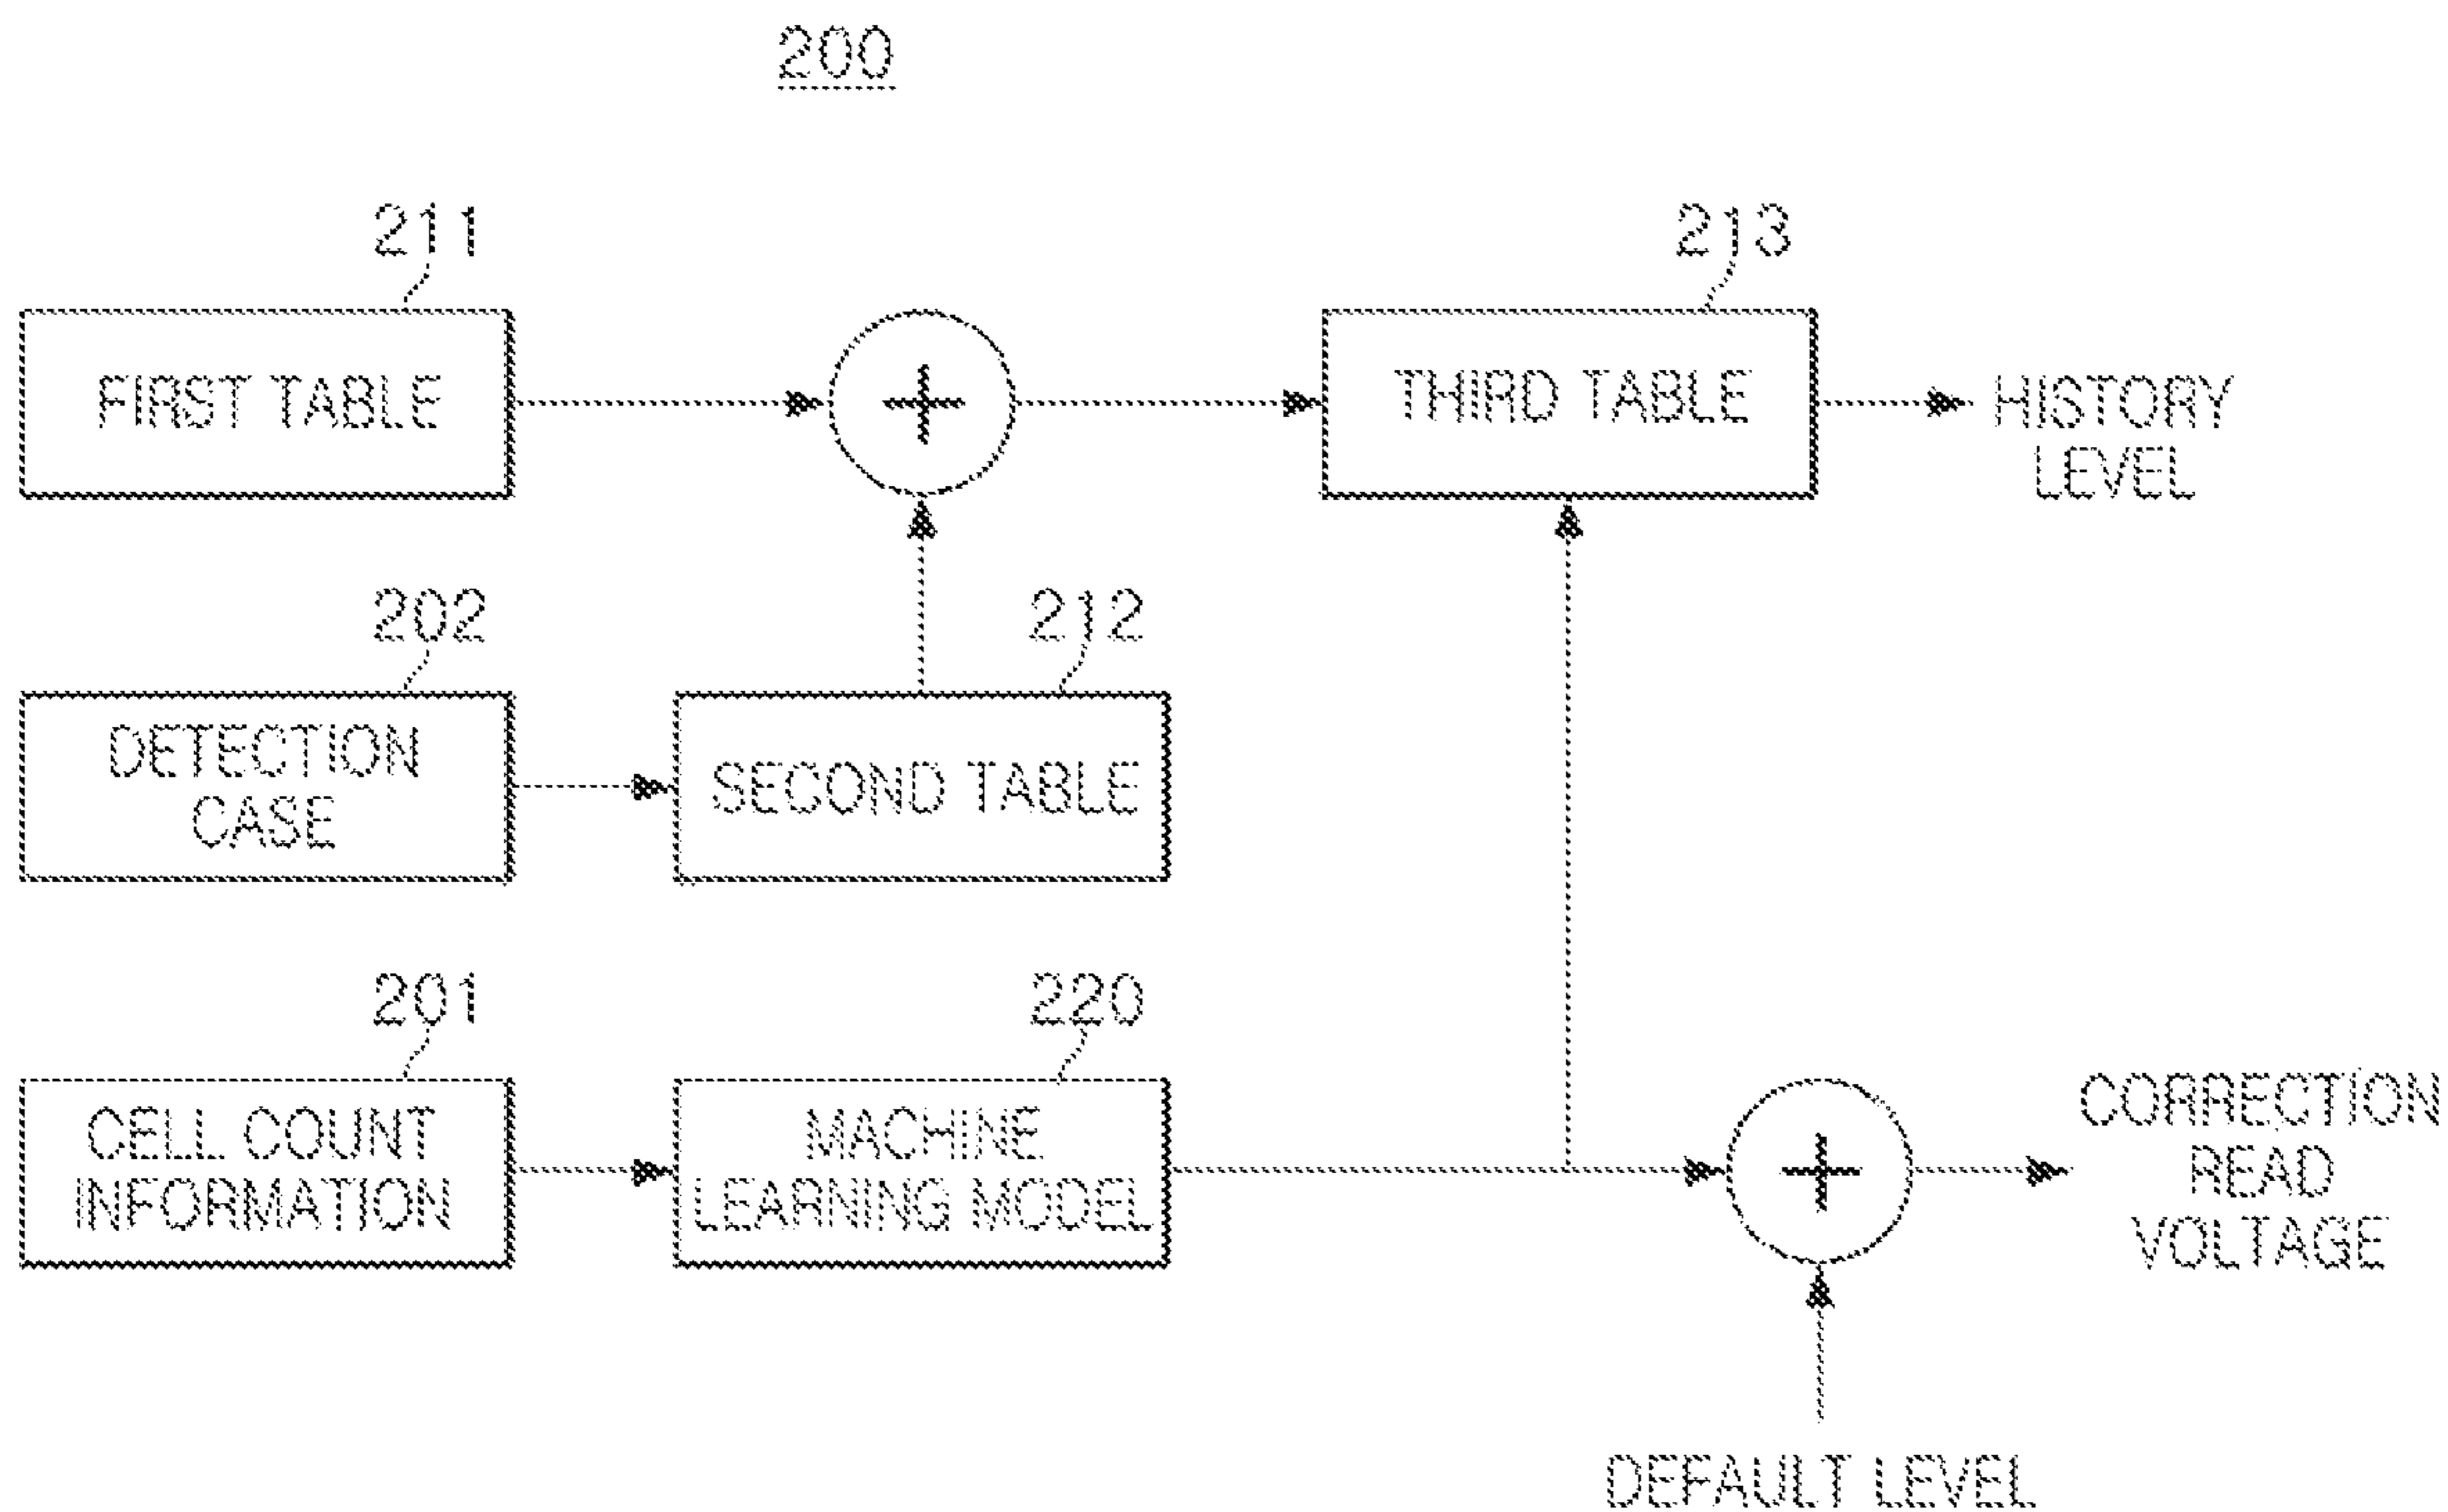 200
211
213
FIRST TABLE
+
THIRD TABLE
HISTORY
LEVEL
202
212
DETECTION
CASE
SECOND TABLE
201
220
CELL COUNT
INFORMATION
MACHINE
LEARNING MODEL
+
CORRECTION
READ
VOLTAGE
DEFAULT LEVEL